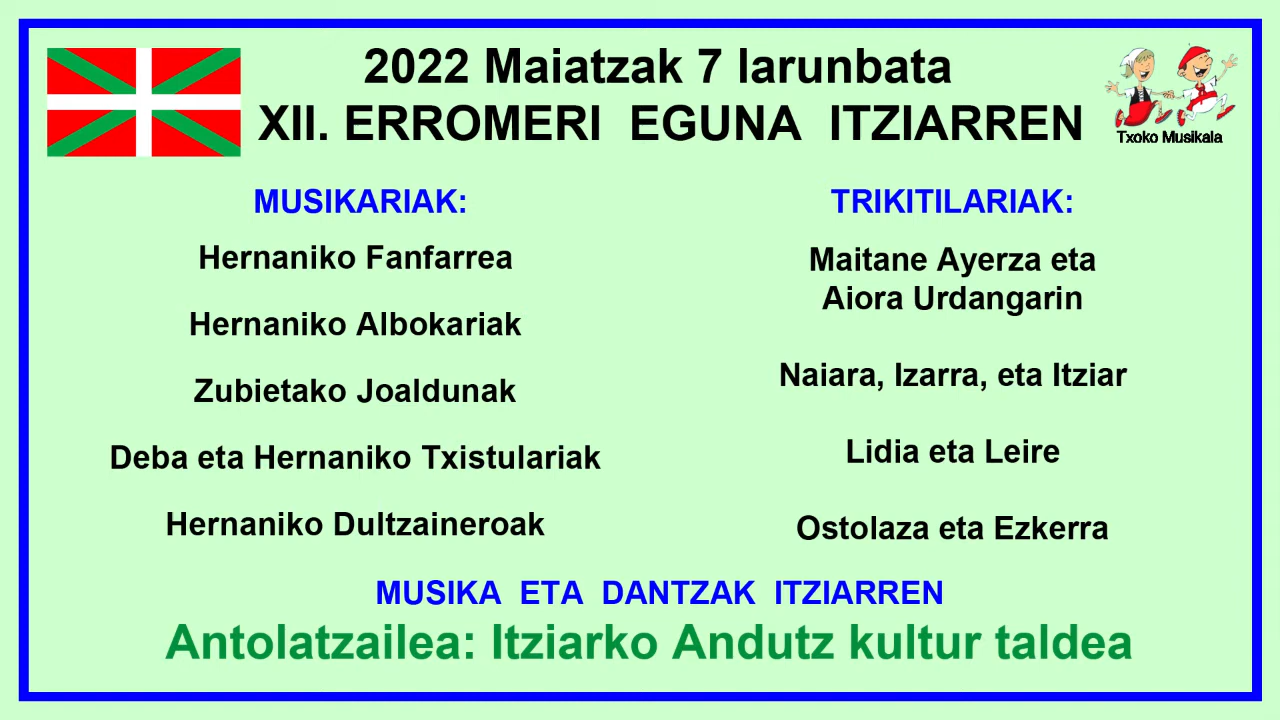 2022 Maiatzak 7 larunbata
XII. ERROMERI EGUNA ITZIARREN
Txoko Musikala
MUSIKARIAK:
Hernaniko Fanfarrea
Hernaniko Albokariak
Zubietako Joaldunak
Deba eta Hernaniko Txistulariak
Hernaniko Dultzaineroak
TRIKITILARIAK:
Maitane Ayerza eta
Aiora Urdangarin
Naiara, Izarra, eta Itziar
Lidia eta Leire
Ostolaza eta Ezkerra
MUSIKA ETA DANTZAK ITZIARREN
Antolatzailea: Itziarko Andutz kultur taldea